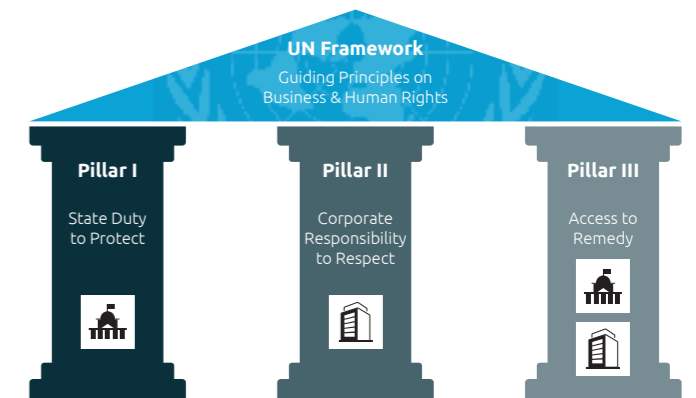 UN Framework
Guiding Principles on
Business & Human Rights
Pillar I
State Duty
to Protect
Pillar II
Corporate
Responsibility
to Respect
Pillar III
Access to
Remedy